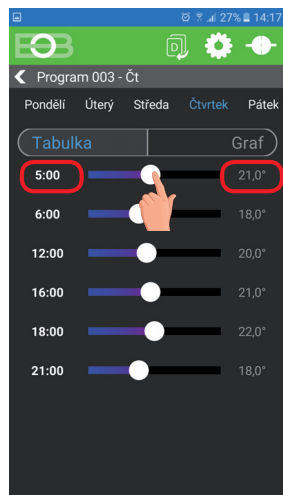 27% 14:17
EOB D
Program 003 - Čt
Pondělí Úterý Středa Čtvrtek Pátek
Tabulka Graf
5:00 21,0°
6:00 18,0°
12:00 20,0°
16:00 21,0°
18:00 22,0°
21:00 18,0°